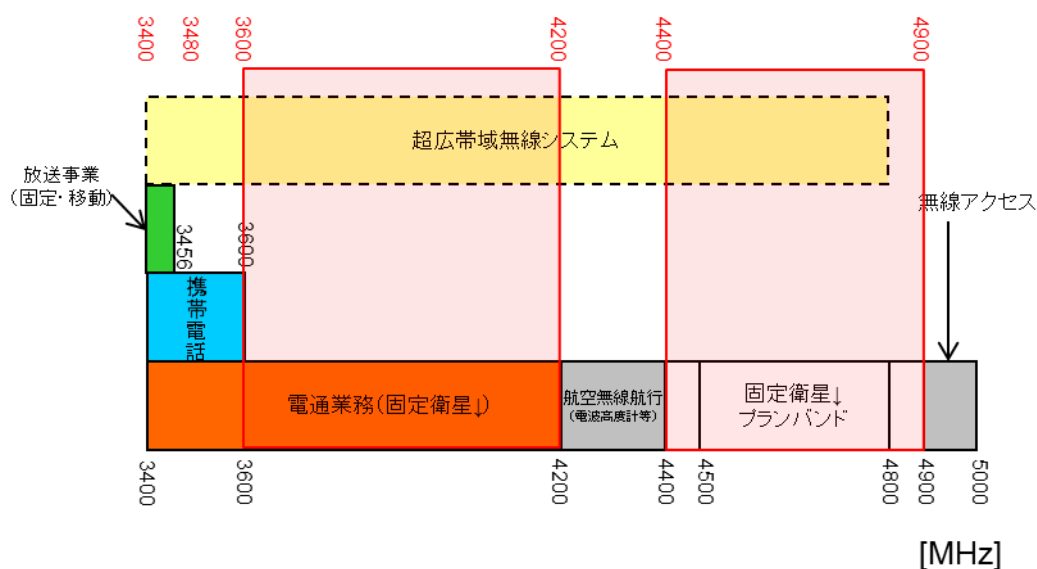 3400
3480
3600
4200
4400
4900
超広帯域無線システム
放送事業
(固定・移動)
無線アクセス
3456
3600
携帯電話
電通業務(固定衛星↓)
航空無線航行
(電波高度計等)
固定衛星↓
プランバンド
3400
3600
4200
4400
4500
4800
4900
5000
[MHz]